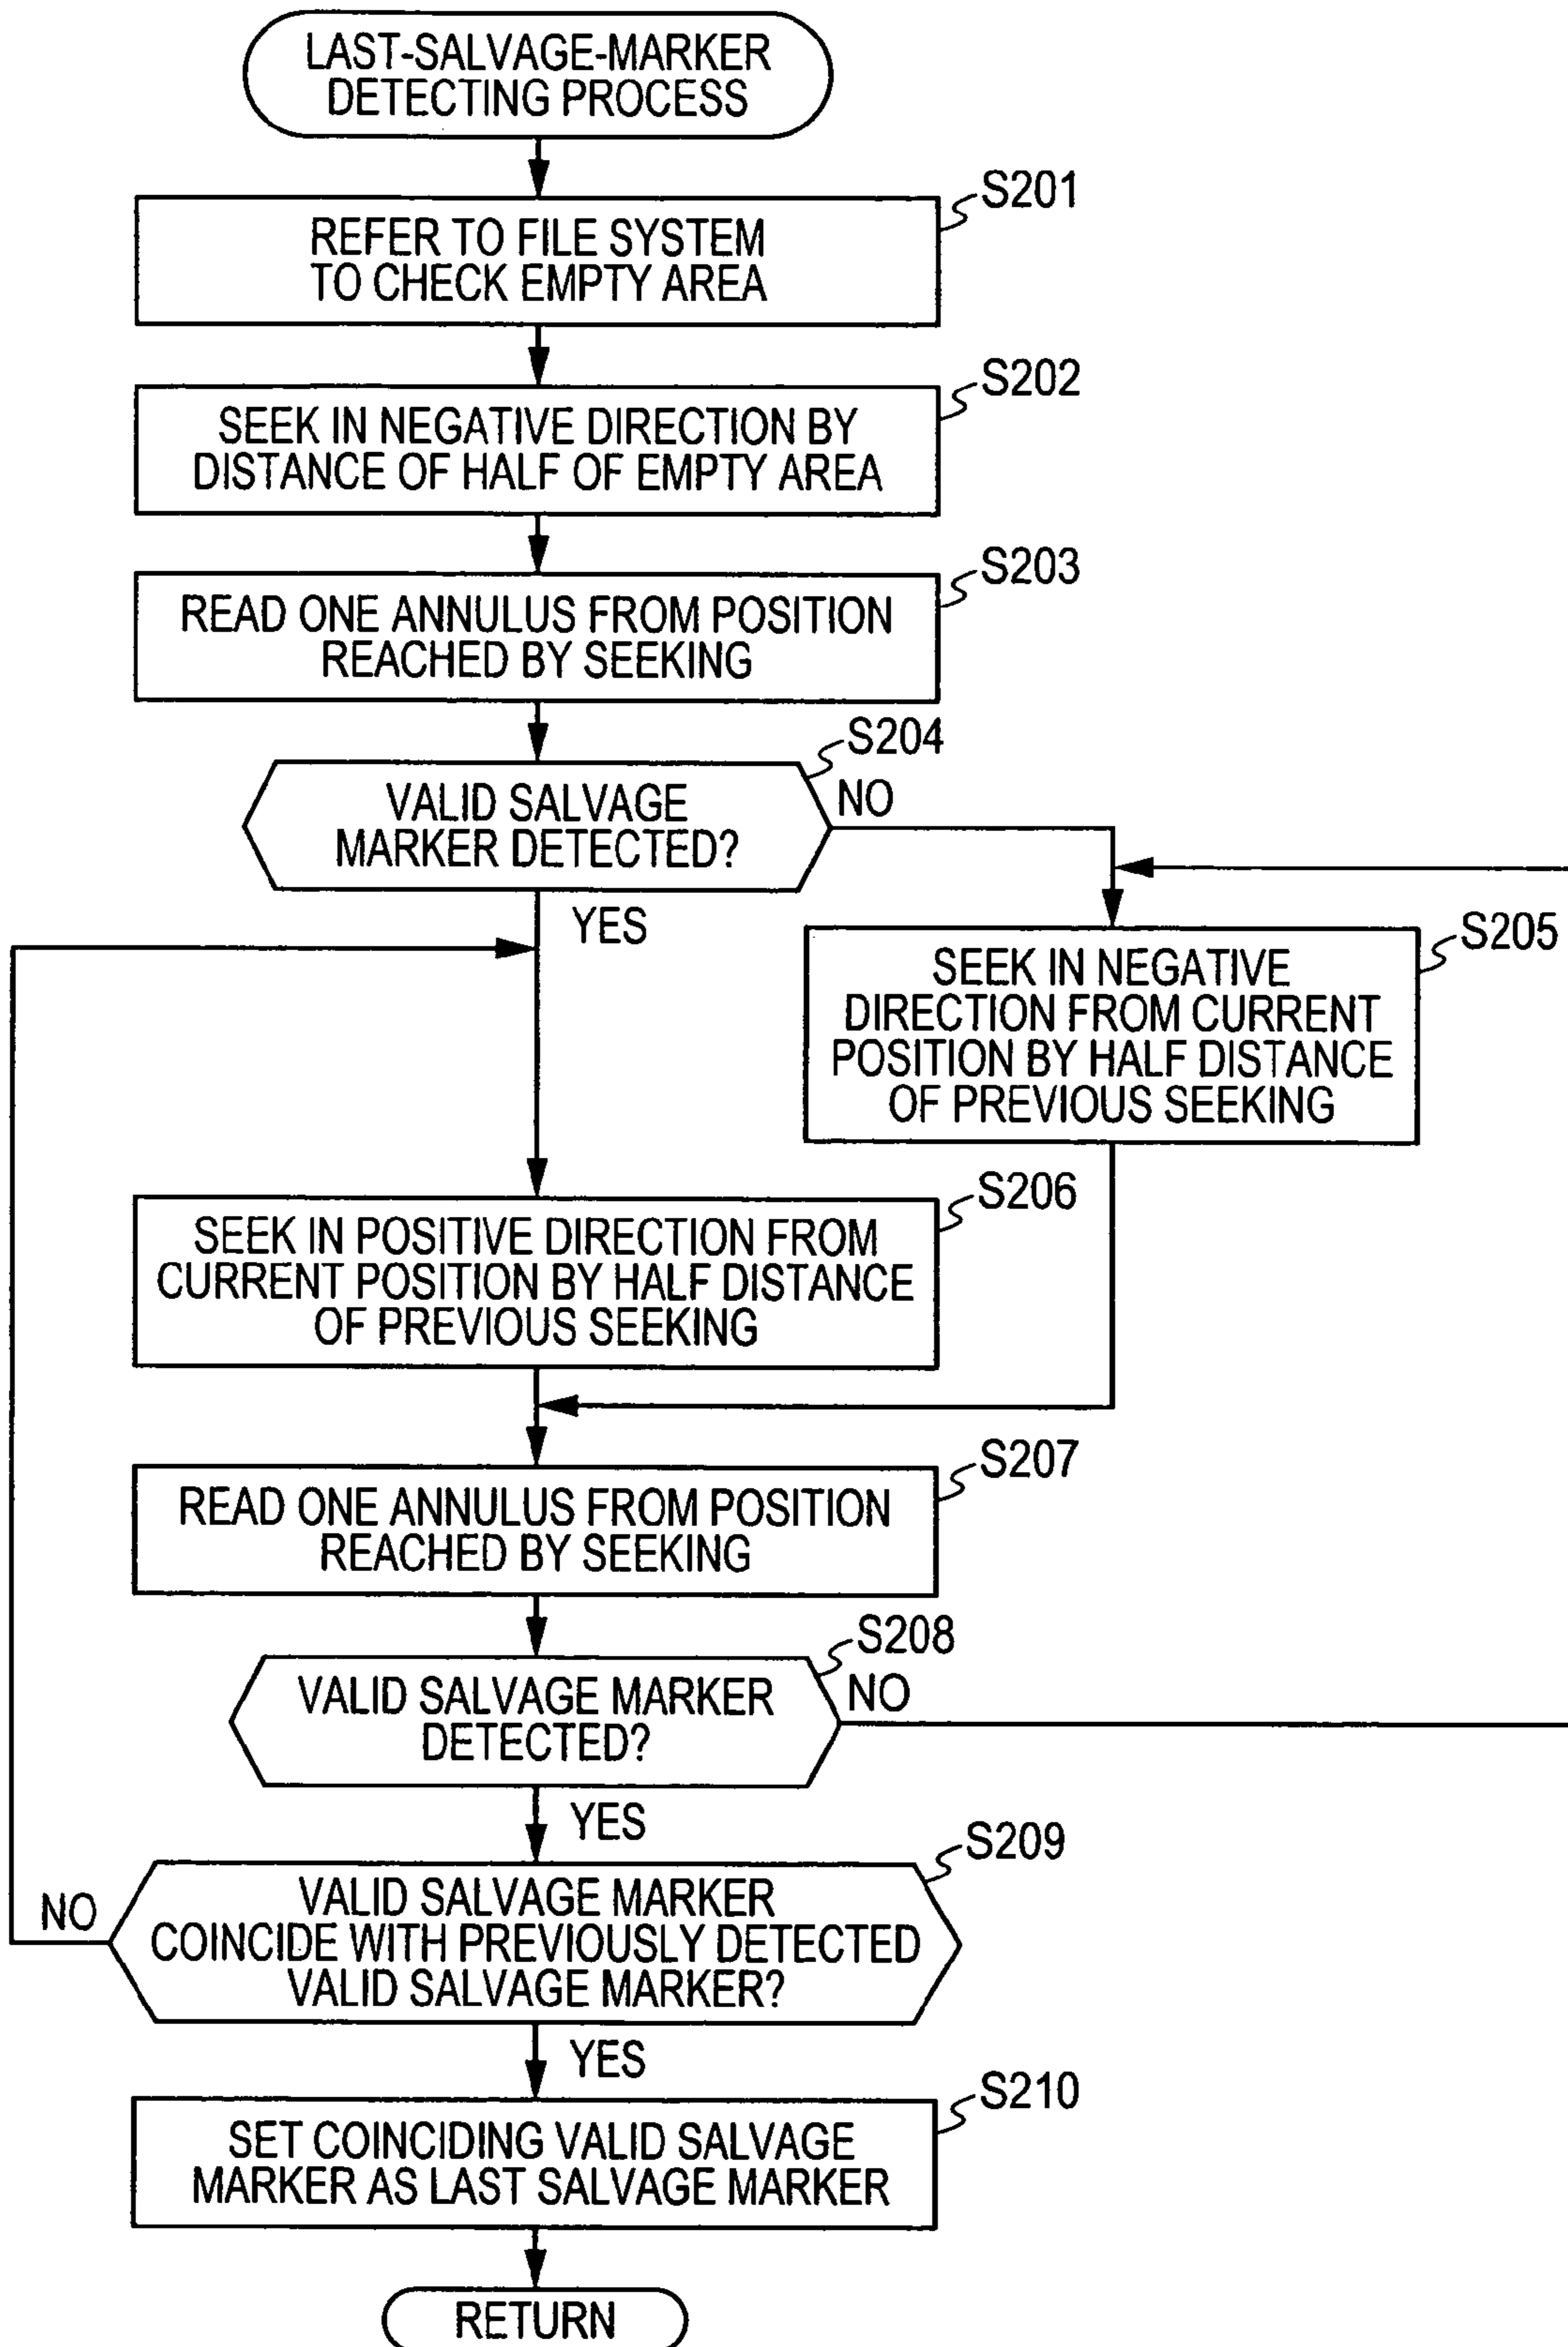 LAST-SALVAGE-MARKER
DETECTING PROCESS
S201
REFER TO FILE SYSTEM
TO CHECK EMPTY AREA
S202
SEEK IN NEGATIVE DIRECTION BY
DISTANCE OF HALF OF EMPTY AREA
S203
READ ONE ANNULUS FROM POSITION
REACHED BY SEEKING
S204
VALID SALVAGE
MARKER DETECTED?
NO
YES
S205
SEEK IN NEGATIVE
DIRECTION FROM CURRENT
POSITION BY HALF DISTANCE
OF PREVIOUS SEEKING
S206
SEEK IN POSITIVE DIRECTION FROM
CURRENT POSITION BY HALF DISTANCE
OF PREVIOUS SEEKING
S207
READ ONE ANNULUS FROM POSITION
REACHED BY SEEKING
S208
VALID SALVAGE MARKER
DETECTED?
NO
YES
S209
VALID SALVAGE MARKER
COINCIDE WITH PREVIOUSLY DETECTED
VALID SALVAGE MARKER?
NO
YES
S210
SET COINCIDING VALID SALVAGE
MARKER AS LAST SALVAGE MARKER
RETURN